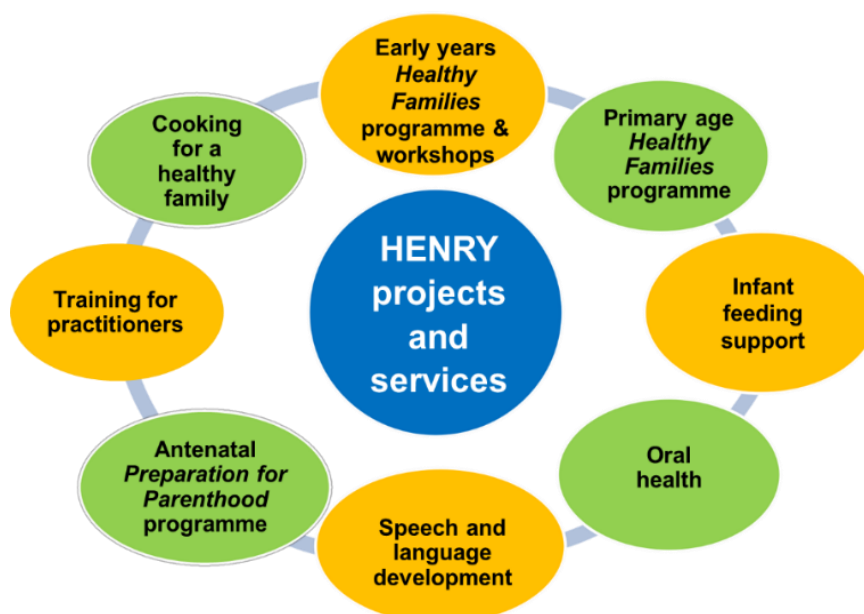 Early years
Healthy
Families
programme &
workshops
Primary age
Healthy
Families
programme
Infant
feeding
support
Oral
health
Speech and
language
development
Antenatal
Preparation for
Parenthood
programme
Training for
practitioners
Cooking
for a
healthy
family
HENRY
projects
and
services